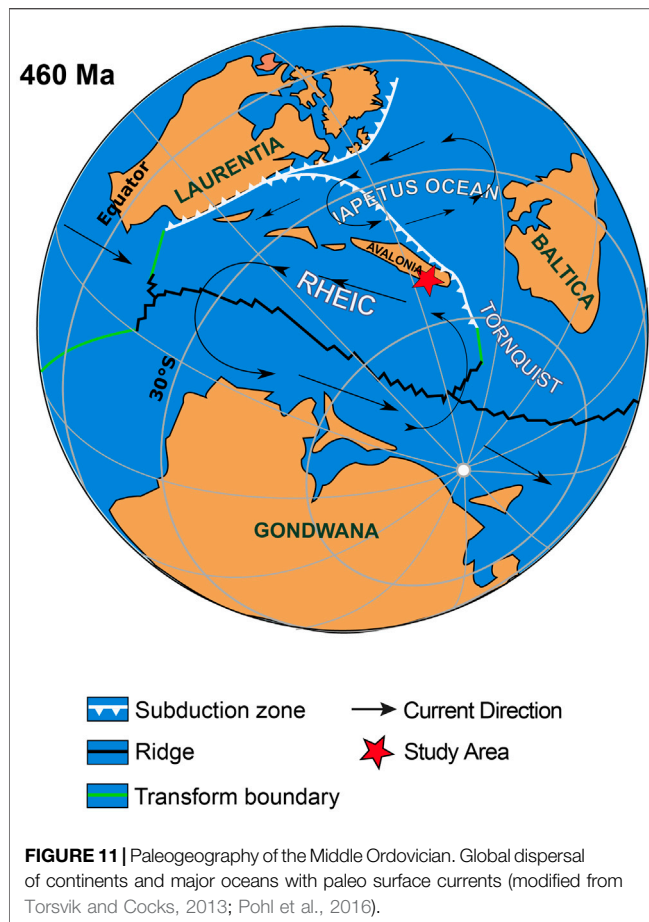 460 Ma
Equator
LAURENTIA
IAPETUS OCEAN
BALTICA
AVALONIA
RHEIC
TORNQUIST
30°S
GONDWANA
Subduction zone
Current Direction
Ridge
Study Area
Transform boundary
FIGURE 11 | Paleogeography of the Middle Ordovician. Global dispersal
of continents and major oceans with paleo surface currents (modified from
Torsvik and Cocks, 2013; Pohl et al., 2016).